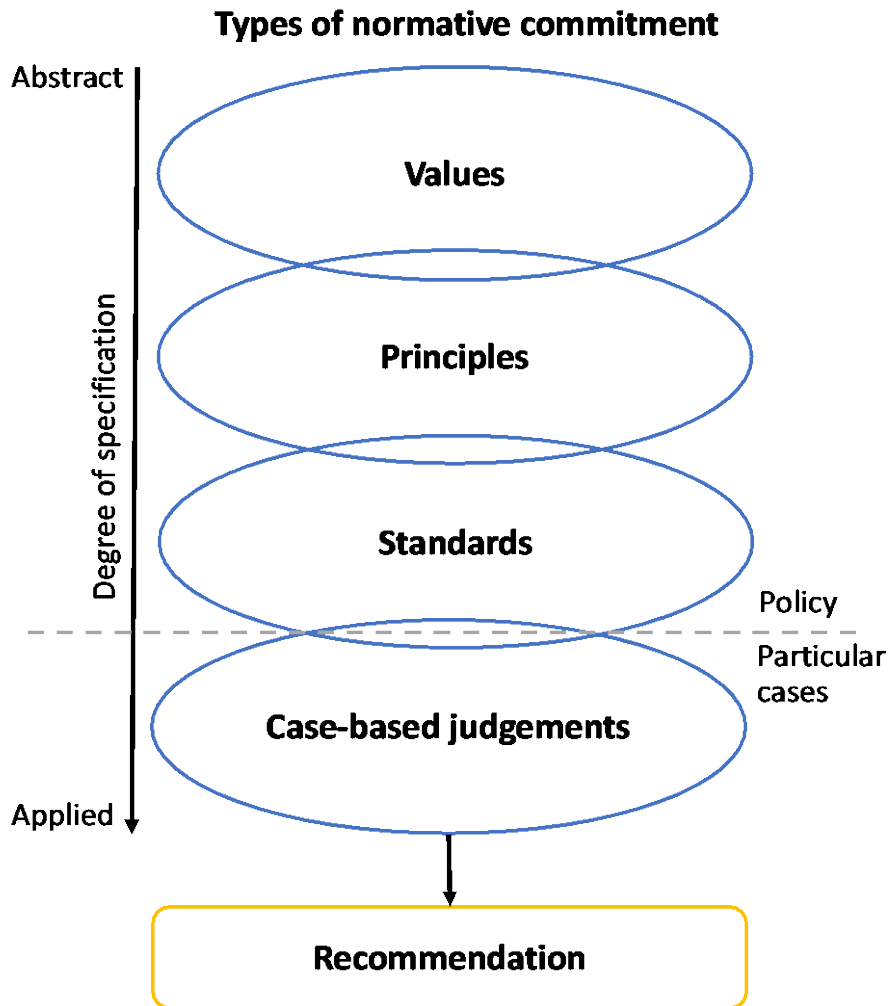 Types of normative commitment
Abstract
Values
Principles
Degree of specification
Standards
Policy
Particular
cases
Case-based judgements
Applied
Recommendation